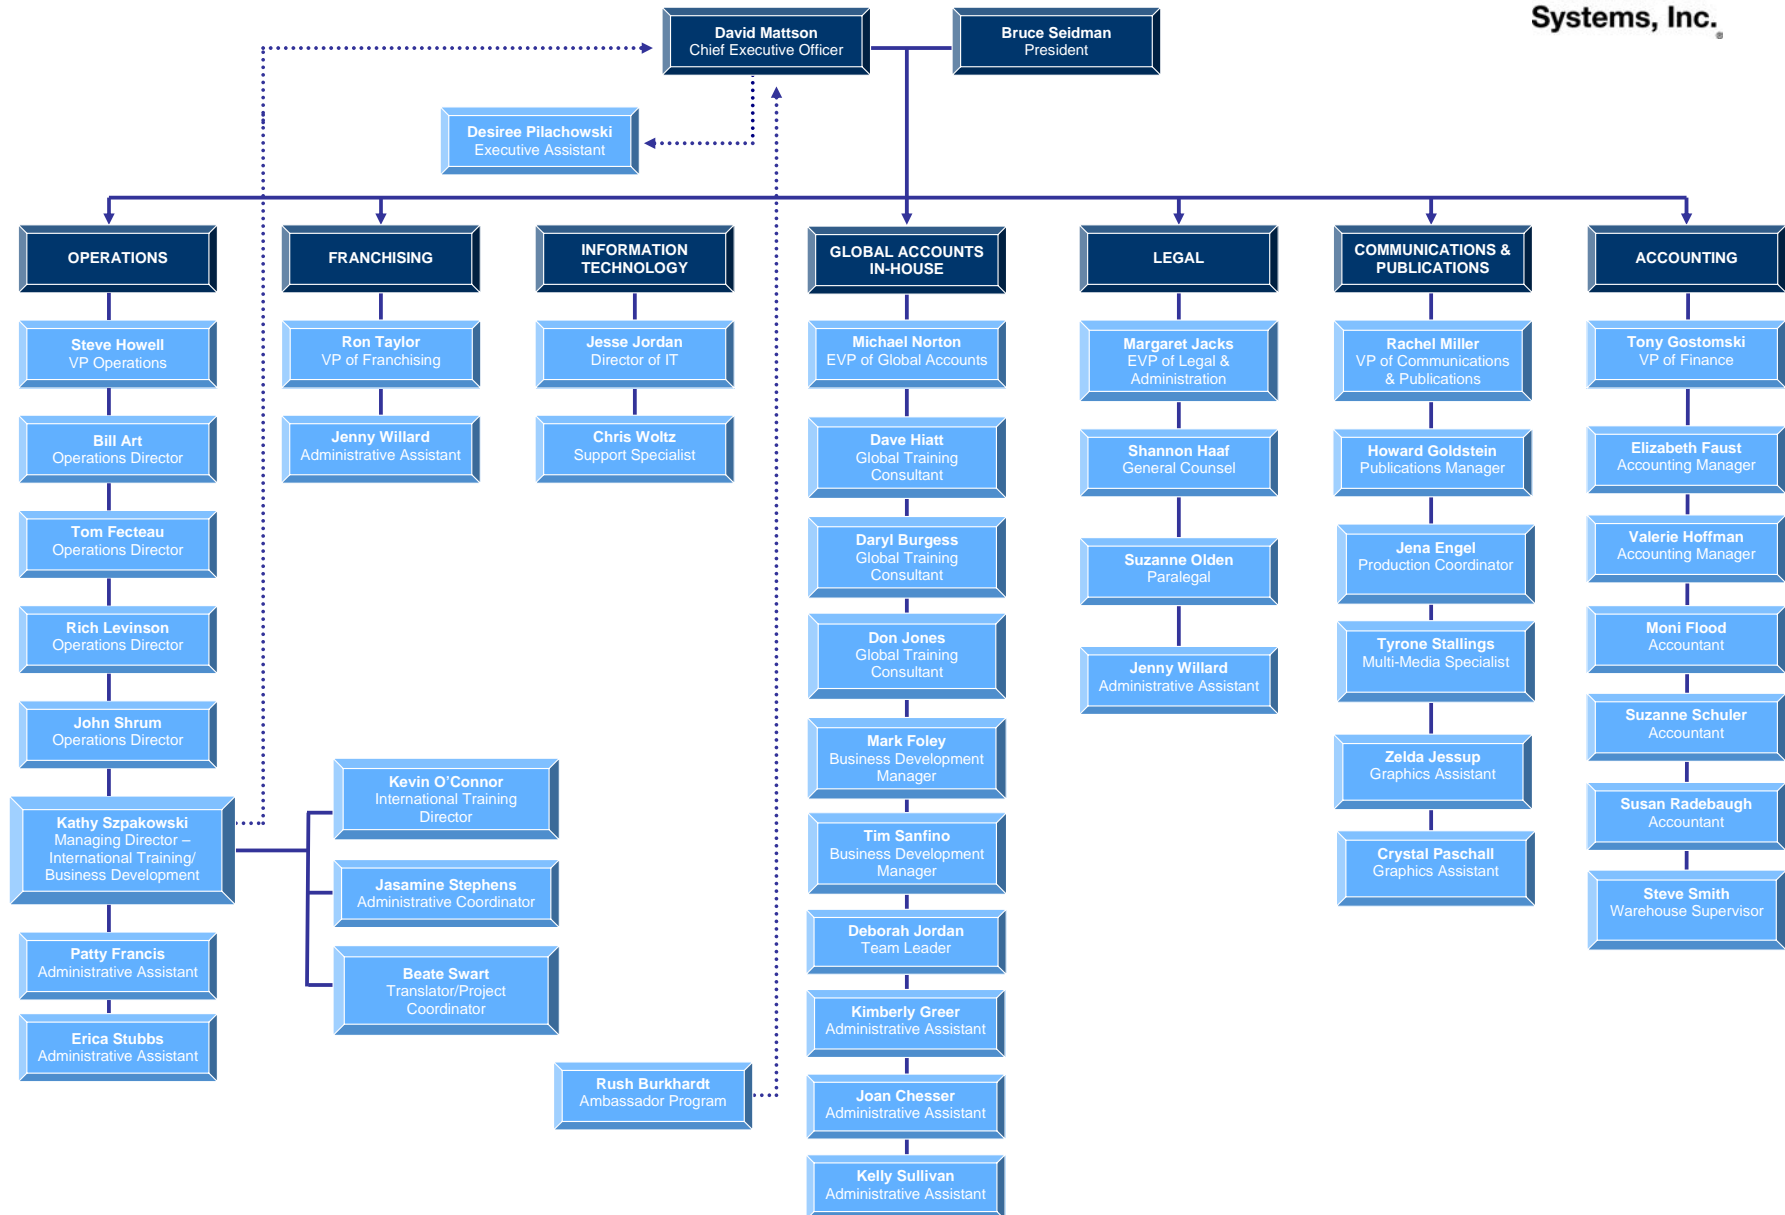 Systems, Inc.
®
David Mattson
Chief Executive Officer
Bruce Seidman
President
Desiree Pilachowski
Executive Assistant
OPERATIONS
Steve Howell
VP Operations
Bill Art
Operations Director
Tom Fecteau
Operations Director
Rich Levinson
Operations Director
John Shrum
Operations Director
Kathy Szpakowski
Managing Director –
International Training/
Business Development
Patty Francis
Administrative Assistant
Erica Stubbs
Administrative Assistant
Kevin O’Connor
International Training
Director
Jasamine Stephens
Administrative Coordinator
Beate Swart
Translator/Project
Coordinator
FRANCHISING
Ron Taylor
VP of Franchising
Jenny Willard
Administrative Assistant
INFORMATION
TECHNOLOGY
Jesse Jordan
Director of IT
Chris Woltz
Support Specialist
Rush Burkhardt
Ambassador Program
GLOBAL ACCOUNTS
IN-HOUSE
Michael Norton
EVP of Global Accounts
Dave Hiatt
Global Training
Consultant
Daryl Burgess
Global Training
Consultant
Don Jones
Global Training
Consultant
Mark Foley
Business Development
Manager
Tim Sanfino
Business Development
Manager
Deborah Jordan
Team Leader
Kimberly Greer
Administrative Assistant
Joan Chesser
Administrative Assistant
Kelly Sullivan
Administrative Assistant
LEGAL
Margaret Jacks
EVP of Legal &
Administration
Shannon Haaf
General Counsel
Suzanne Olden
Paralegal
Jenny Willard
Administrative Assistant
COMMUNICATIONS &
PUBLICATIONS
Rachel Miller
VP of Communications
& Publications
Howard Goldstein
Publications Manager
Jena Engel
Production Coordinator
Tyrone Stallings
Multi-Media Specialist
Zelda Jessup
Graphics Assistant
Crystal Paschall
Graphics Assistant
ACCOUNTING
Tony Gostomski
VP of Finance
Elizabeth Faust
Accounting Manager
Valerie Hoffman
Accounting Manager
Moni Flood
Accountant
Suzanne Schuler
Accountant
Susan Radebaugh
Accountant
Steve Smith
Warehouse Supervisor